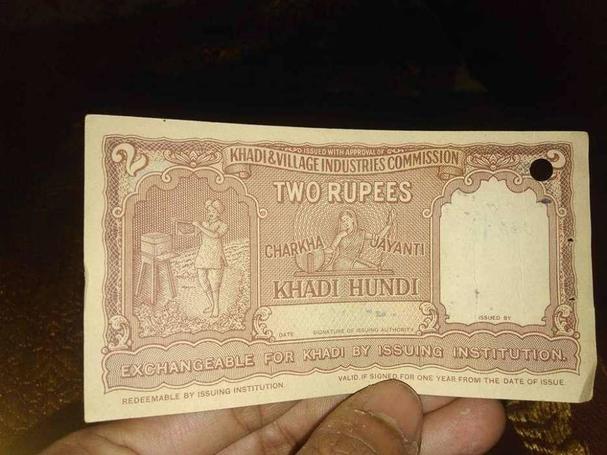 2
ISSUED WITH APPROVAL OF
KHADI & VILLAGE INDUSTRIES COMMISSION
TWO RUPEES
CHARKHA JAYANTI
KHADI HUNDI
DATE SIGNATURE OF ISSUING AUTHORITY
ISSUED BY
2
EXCHANGEABLE FOR KHADI BY ISSUING INSTITUTION.
REDEEMABLE BY ISSUING INSTITUTION.
VALID, IF SIGNED, FOR ONE YEAR FROM THE DATE OF ISSUE